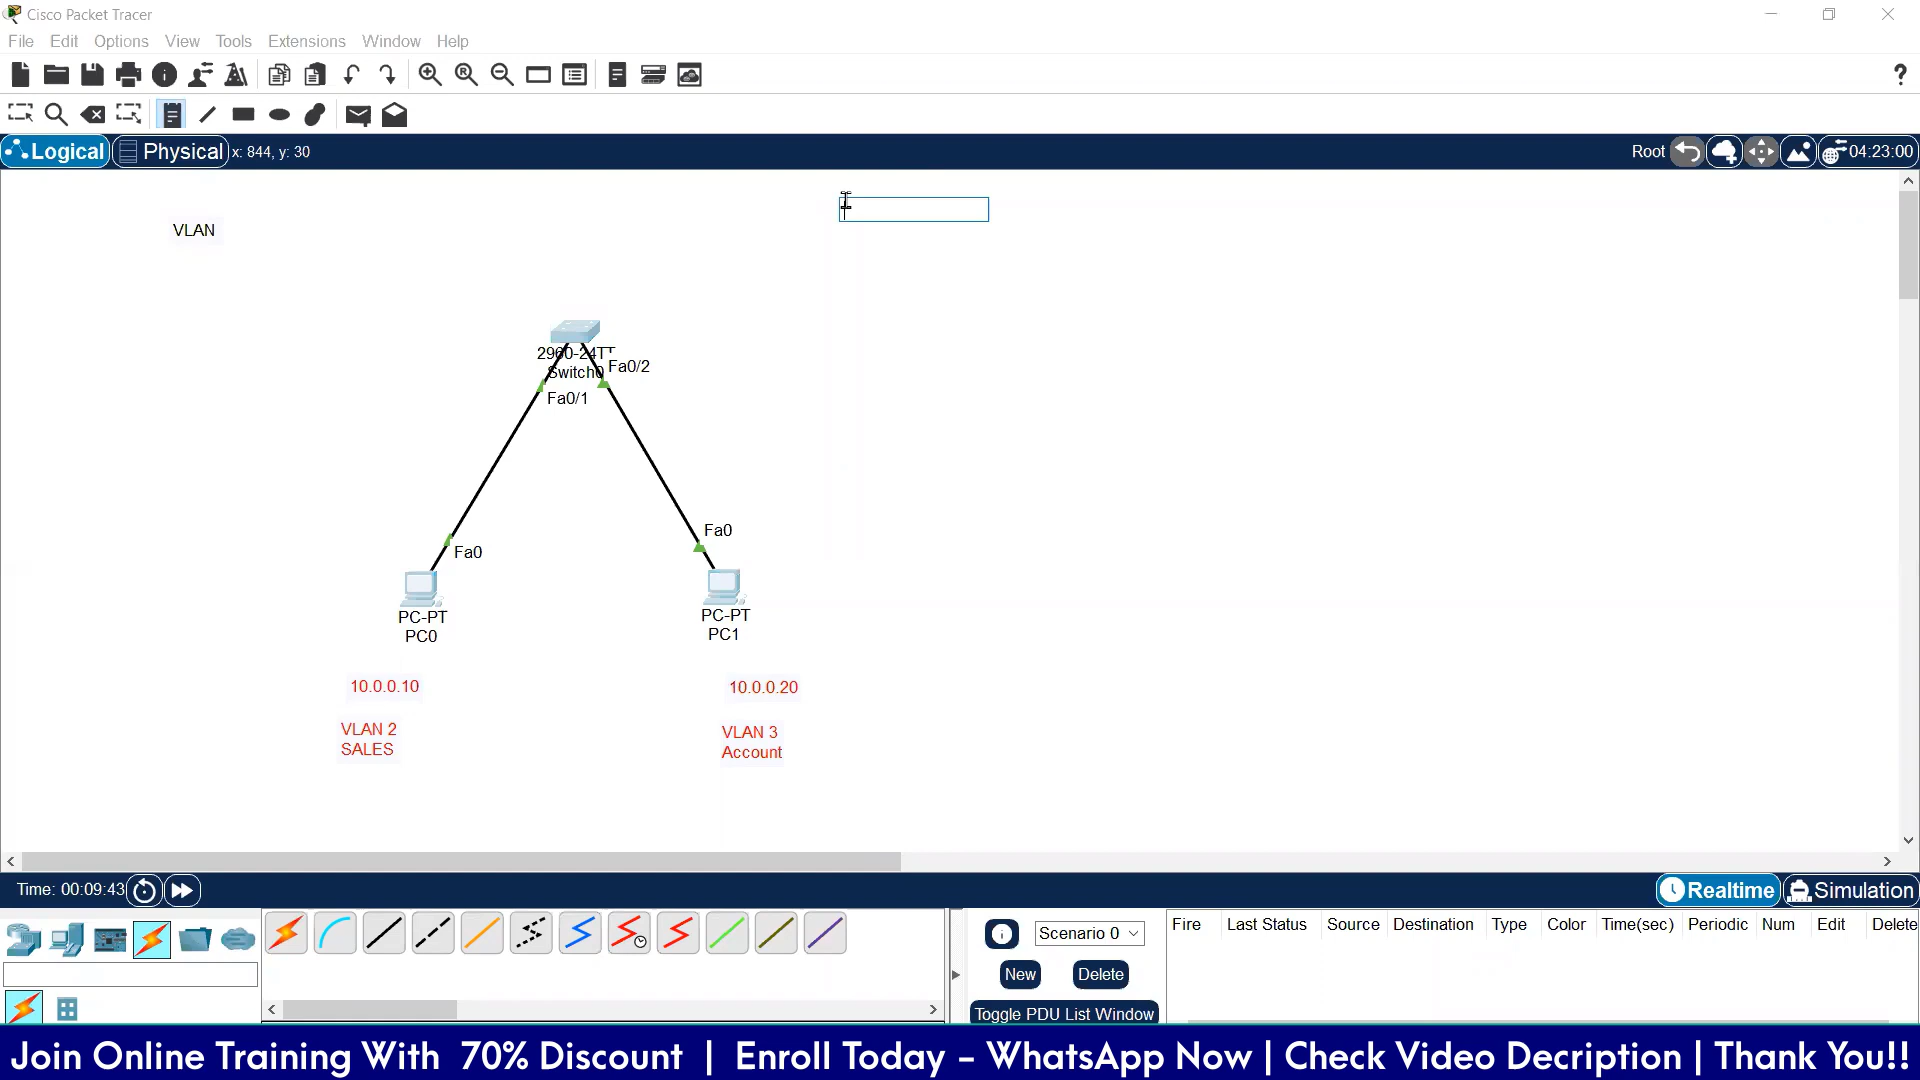 Cisco Packet Tracer
File Edit Options View Tools Extensions Window Help
?
Logical Physical x: 844, y: 30 Root 04:23:00
VLAN
2960-24TT
Switch0
Fa0/2
Fa0/1
Fa0
Fa0
PC-PT
PC0
PC-PT
PC1
10.0.0.10
10.0.0.20
VLAN 2
SALES
VLAN 3
Account
Time: 00:09:43 Realtime Simulation
Scenario 0
New Delete
Toggle PDU List Window
Fire Last Status Source Destination Type Color Time(sec) Periodic Num Edit Delete
Join Online Training With 70% Discount | Enroll Today - WhatsApp Now | Check Video Decription | Thank You!!